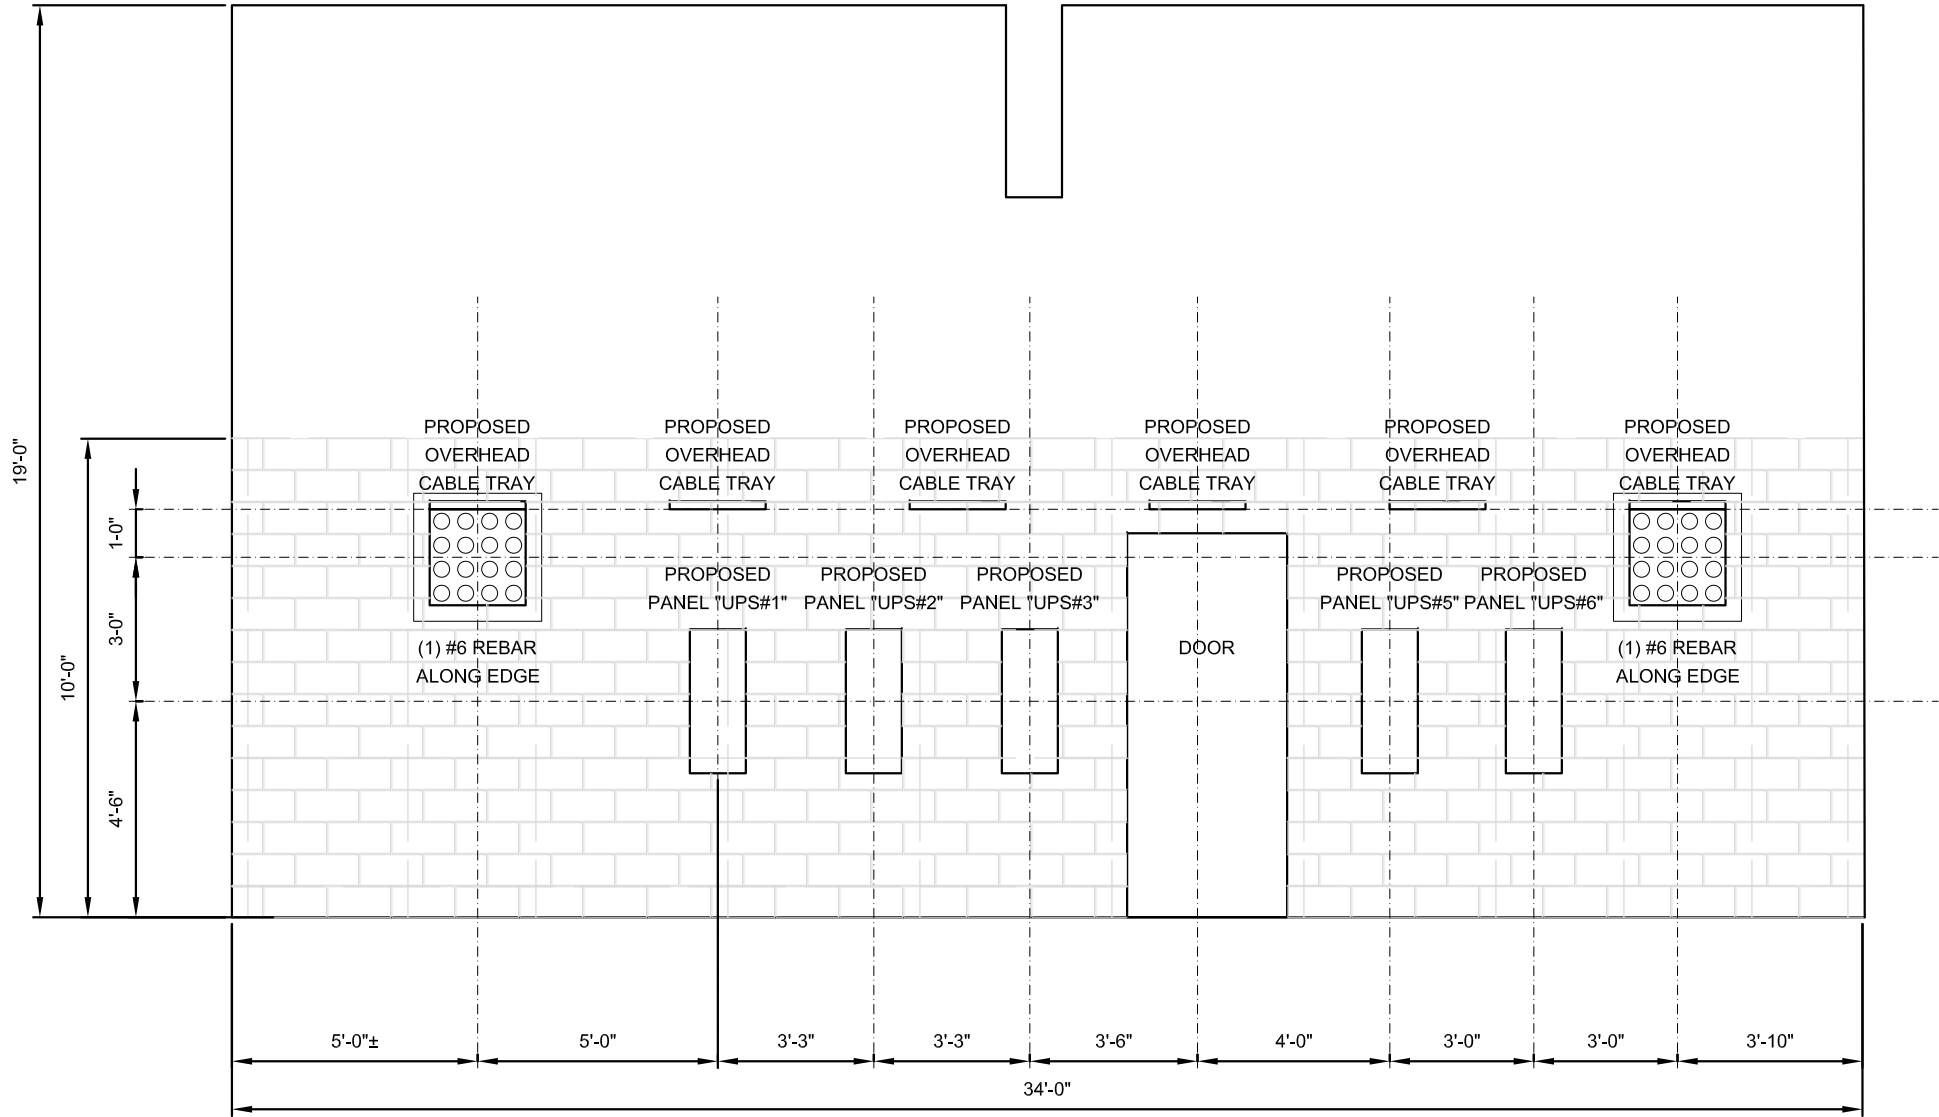 19'-0"
10'-0"
1-0"
3-0"
4'-6"
PROPOSED
OVERHEAD
CABLE TRAY
PROPOSED
OVERHEAD
CABLE TRAY
PROPOSED
OVERHEAD
CABLE TRAY
PROPOSED
OVERHEAD
CABLE TRAY
PROPOSED
OVERHEAD
CABLE TRAY
PROPOSED
OVERHEAD
CABLE TRAY
PROPOSED
PANEL "UPS#1"
PROPOSED
PANEL "UPS#2"
PROPOSED
PANEL "UPS#3"
PROPOSED
PANEL "UPS#5"
PROPOSED
PANEL "UPS#6"
(1) #6 REBAR
ALONG EDGE
DOOR
(1) #6 REBAR
ALONG EDGE
5'-0"±
5'-0"
3'-3"
3'-3"
3'-6"
4'-0"
3'-0"
3'-0"
3'-10"
34'-0"